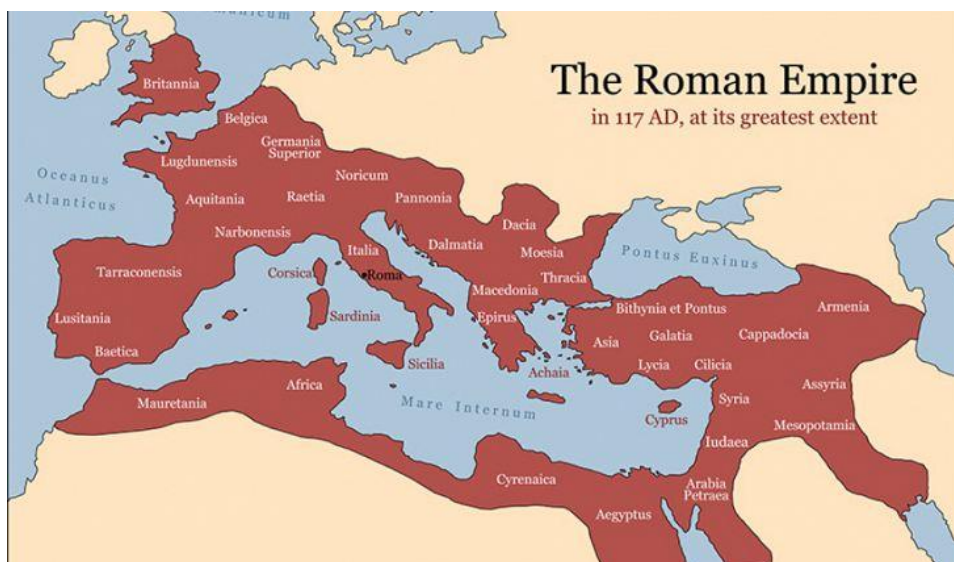 The Roman Empire
in 117 AD, at its greatest extent
Britannia
Belgica
Germania
Superior
Lugdunensis
Oceanus
Atlanticus
Noricum
Aquitania
Raetia
Pannonia
Narbonensis
Dacia
Italia
Dalmatia
Moesia
Pontus Euxinus
Tarraconensis
Corsica
Roma
Thracia
Macedonia
Bithynia et Pontus
Armenia
Lusitania
Sardinia
Epirus
Asia
Galatia
Cappadocia
Baetica
Sicilia
Achaia
Lycia
Cilicia
Mauretania
Africa
Assyria
Mare Internum
Cyprus
Syria
Mesopotamia
Iudaea
Cyrenaica
Arabia
Petraea
Aegyptus